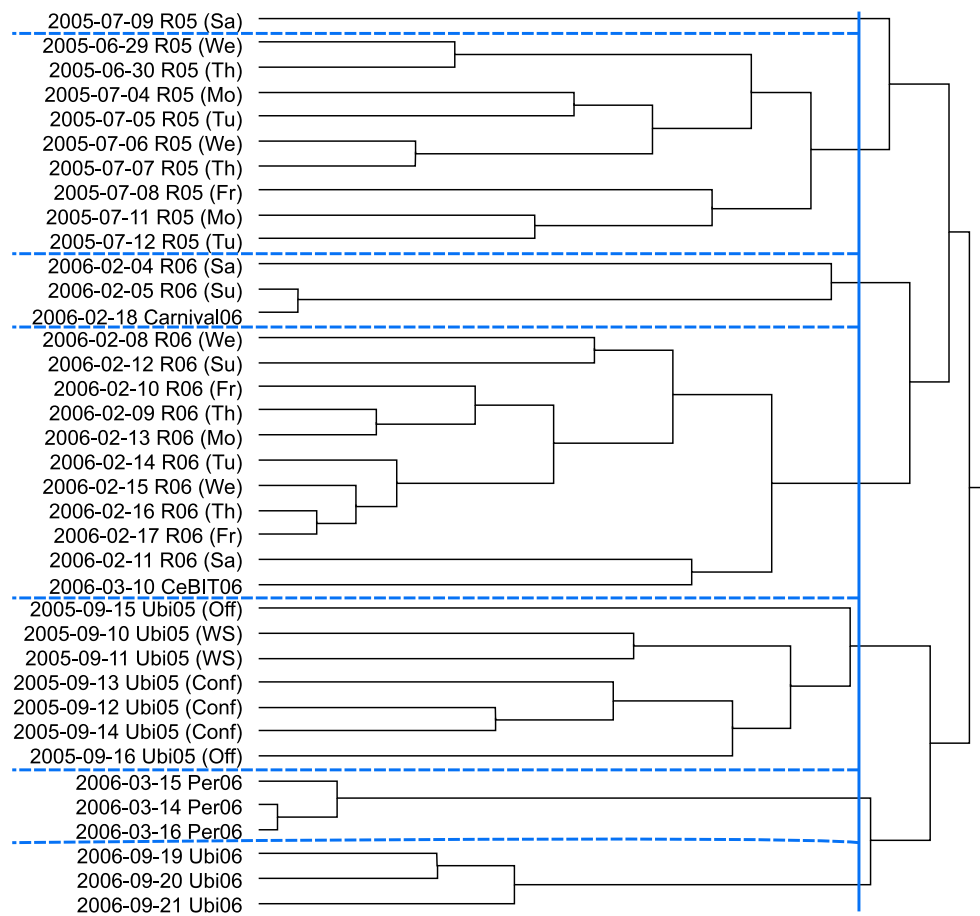 2005-07-09 R05 (Sa)
2005-06-29 R05 (We)
2005-06-30 R05 (Th)
2005-07-04 R05 (Mo)
2005-07-05 R05 (Tu)
2005-07-06 R05 (We)
2005-07-07 R05 (Th)
2005-07-08 R05 (Fr)
2005-07-11 R05 (Mo)
2005-07-12 R05 (Tu)
2006-02-04 R06 (Sa)
2006-02-05 R06 (Su)
2006-02-18 Carnival06
2006-02-08 R06 (We)
2006-02-12 R06 (Su)
2006-02-10 R06 (Fr)
2006-02-09 R06 (Th)
2006-02-13 R06 (Mo)
2006-02-14 R06 (Tu)
2006-02-15 R06 (We)
2006-02-16 R06 (Th)
2006-02-17 R06 (Fr)
2006-02-11 R06 (Sa)
2006-03-10 CeBIT06
2005-09-15 Ubi05 (Off)
2005-09-10 Ubi05 (WS)
2005-09-11 Ubi05 (WS)
2005-09-13 Ubi05 (Conf)
2005-09-12 Ubi05 (Conf)
2005-09-14 Ubi05 (Conf)
2005-09-16 Ubi05 (Off)
2006-03-15 Per06
2006-03-14 Per06
2006-03-16 Per06
2006-09-19 Ubi06
2006-09-20 Ubi06
2006-09-21 Ubi06